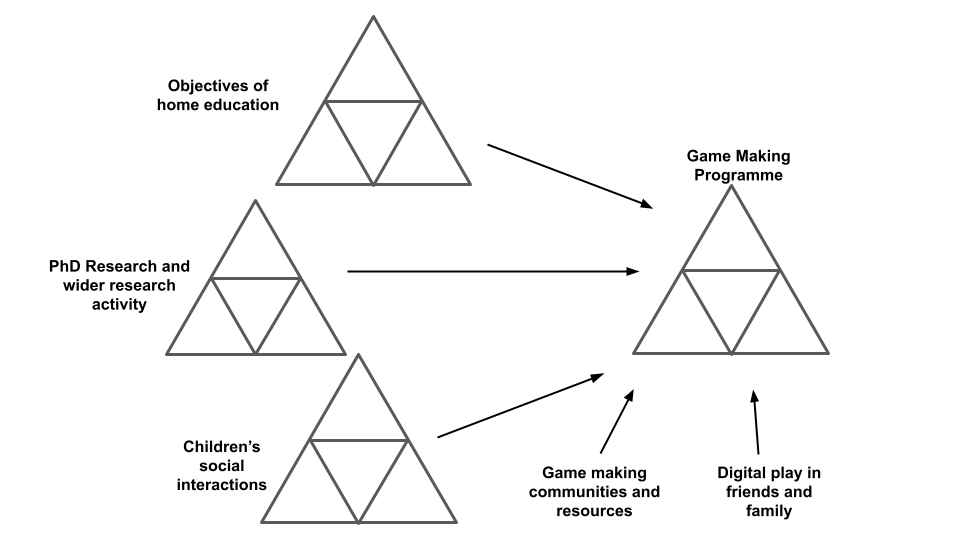 Objectives of
home education
Game Making
Programme
PhD Research and
wider research
activity
Children’s
social
interactions
Game making
communities and
resources
Digital play in
friends and
family